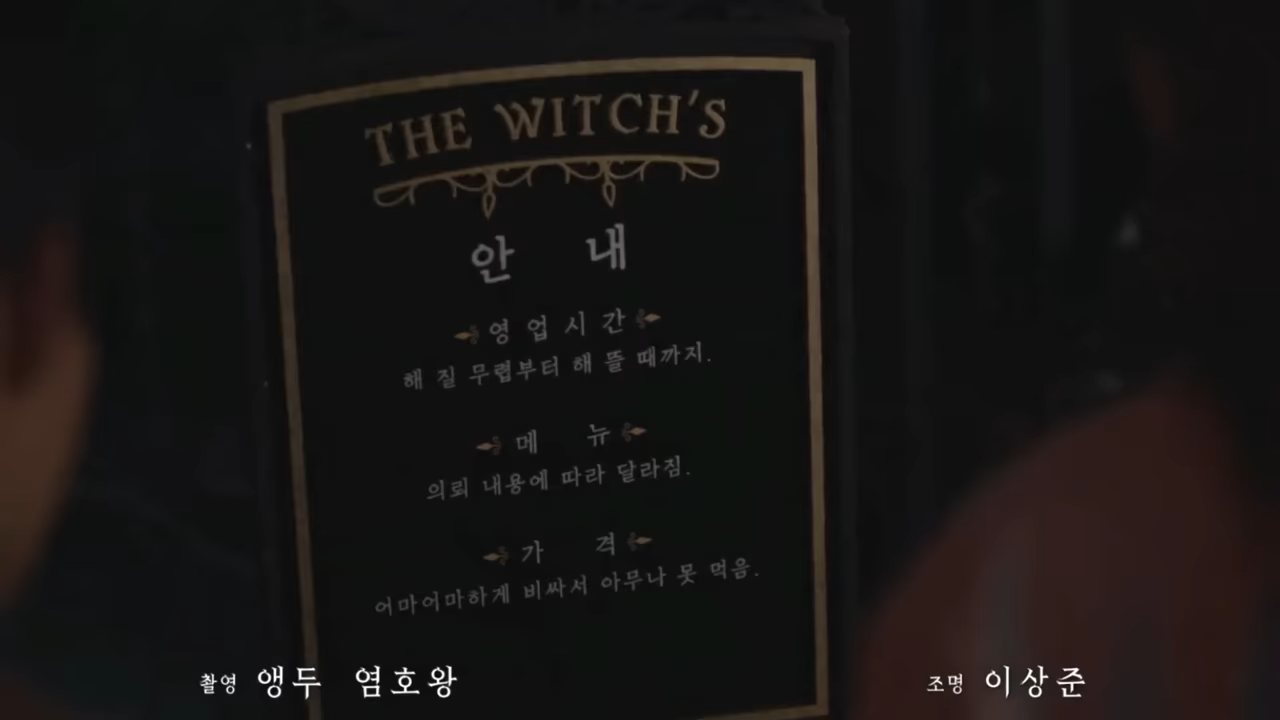 THE WITCH'S
안 내
영업시간
해 질 무렵부터 해 뜰 때까지.
메 뉴
의뢰 내용에 따라 달라짐.
가 격
어마어마하게 비싸서 아무나 못 먹음.
촬영 앵두 염호왕
조명 이상준